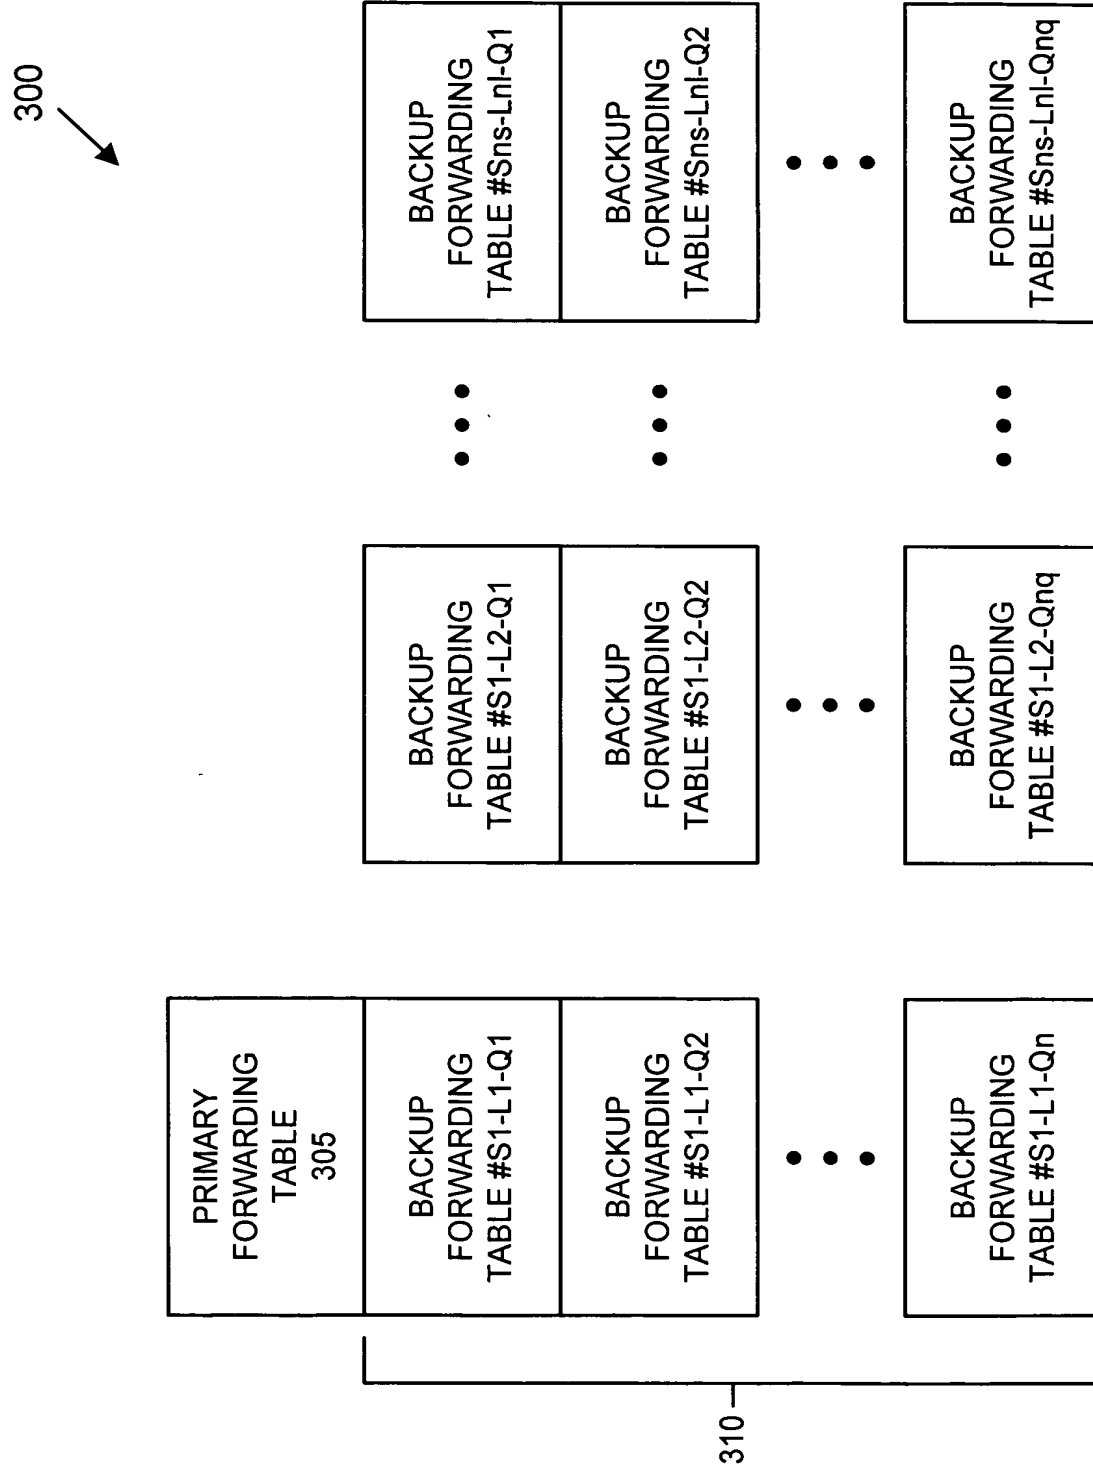 300
PRIMARY
FORWARDING
TABLE
305
BACKUP
FORWARDING
TABLE #S1-L1-Q1
BACKUP
FORWARDING
TABLE #S1-L2-Q1
BACKUP
FORWARDING
TABLE #Sns-Lnl-Q1
BACKUP
FORWARDING
TABLE #S1-L1-Q2
BACKUP
FORWARDING
TABLE #S1-L2-Q2
BACKUP
FORWARDING
TABLE #Sns-Lnl-Q2
310
BACKUP
FORWARDING
TABLE #S1-L1-Qn
BACKUP
FORWARDING
TABLE #S1-L2-Qnq
BACKUP
FORWARDING
TABLE #Sns-Lnl-Qnq